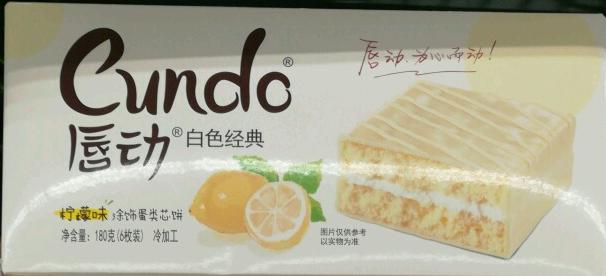 Cundo®
唇动®白色经典
唇动,为心而动!
柠檬味 涂饰蛋类芯饼
净含量:180克(6枚装) 冷加工
图片仅供参考
以实物为准